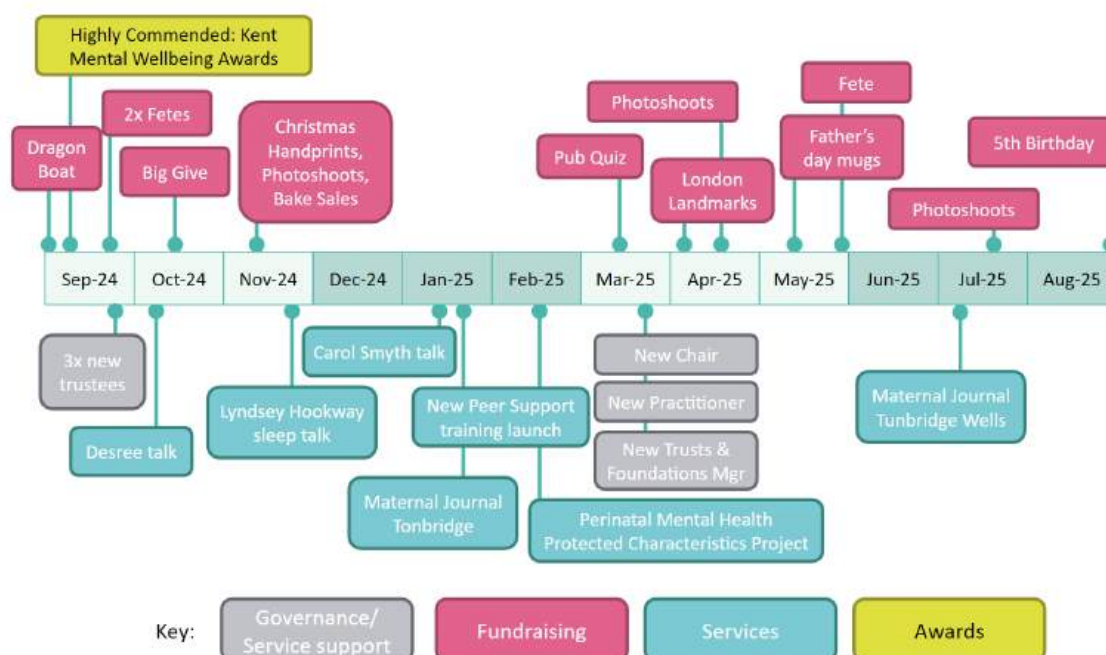 Highly Commended: Kent
Mental Wellbeing Awards
Dragon
Boat
2x Fetes
Big Give
Christmas
Handprints,
Photoshoots,
Bake Sales
Pub Quiz
Photoshoots
London
Landmarks
Fete
Father's
day mugs
Photoshoots
5th Birthday
Sep-24
Oct-24
Nov-24
Dec-24
Jan-25
Feb-25
Mar-25
Apr-25
May-25
Jun-25
Jul-25
Aug-25
3x new
trustees
Desree talk
Lyndsey Hookway
sleep talk
Carol Smyth talk
New Peer Support
training launch
Maternal Journal
Tonbridge
Perinatal Mental Health
Protected Characteristics Project
New Chair
New Practitioner
New Trusts &
Foundations Mgr
Maternal Journal
Tunbridge Wells
Key:
Governance/
Service support
Fundraising
Services
Awards